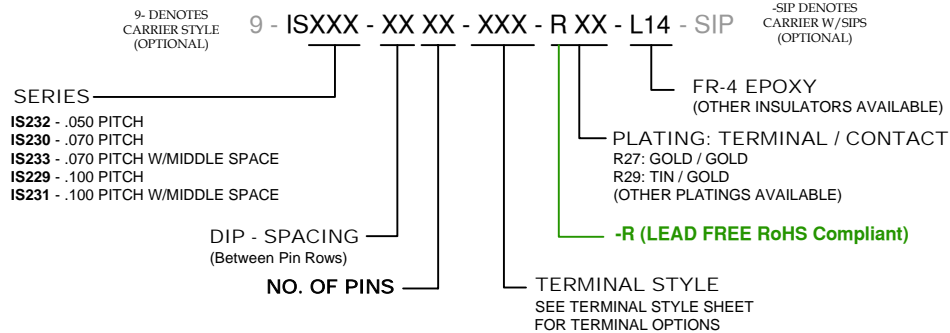 9- DENOTES
CARRIER STYLE
(OPTIONAL)
9 - ISXXX - XX XX - XXX - R XX - L14 - SIP
-SIP DENOTES
CARRIER W/SIPS
(OPTIONAL)
SERIES
IS232 - .050 PITCH
IS230 - .070 PITCH
IS233 - .070 PITCH W/MIDDLE SPACE
IS229 - .100 PITCH
IS231 - .100 PITCH W/MIDDLE SPACE
FR-4 EPOXY
(OTHER INSULATORS AVAILABLE)
PLATING: TERMINAL / CONTACT
R27: GOLD / GOLD
R29: TIN / GOLD
(OTHER PLATINGS AVAILABLE)
DIP - SPACING
(Between Pin Rows)
-R (LEAD FREE RoHS Compliant)
NO. OF PINS
TERMINAL STYLE
SEE TERMINAL STYLE SHEET
FOR TERMINAL OPTIONS